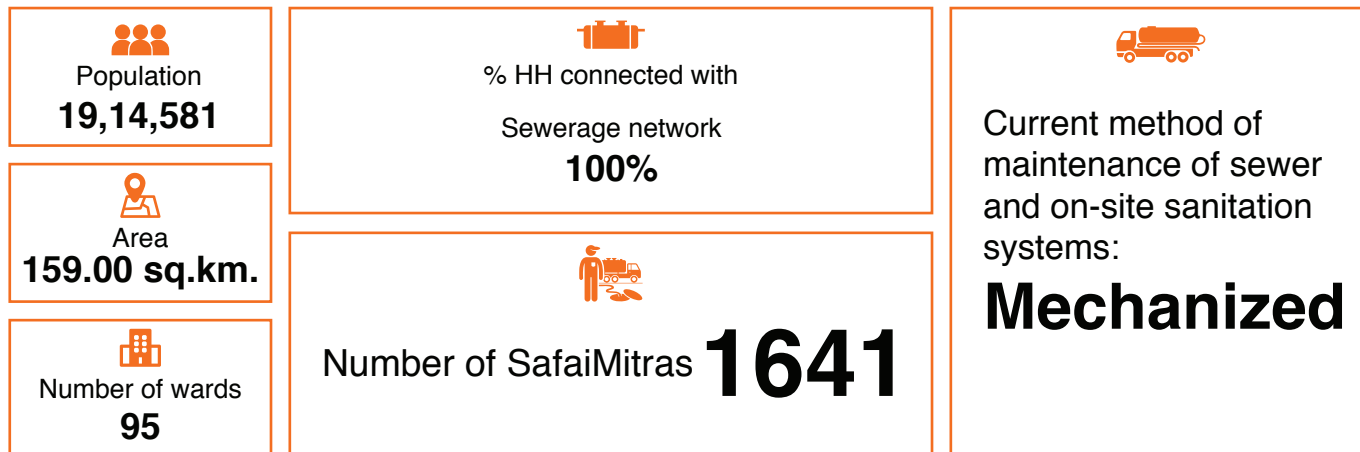 Population
19,14,581
Area
159.00 sq.km.
Number of wards
95
% HH connected with
Sewerage network
100%
Number of SafaiMitras 1641
Current method of
maintenance of sewer
and on-site sanitation
systems:
Mechanized